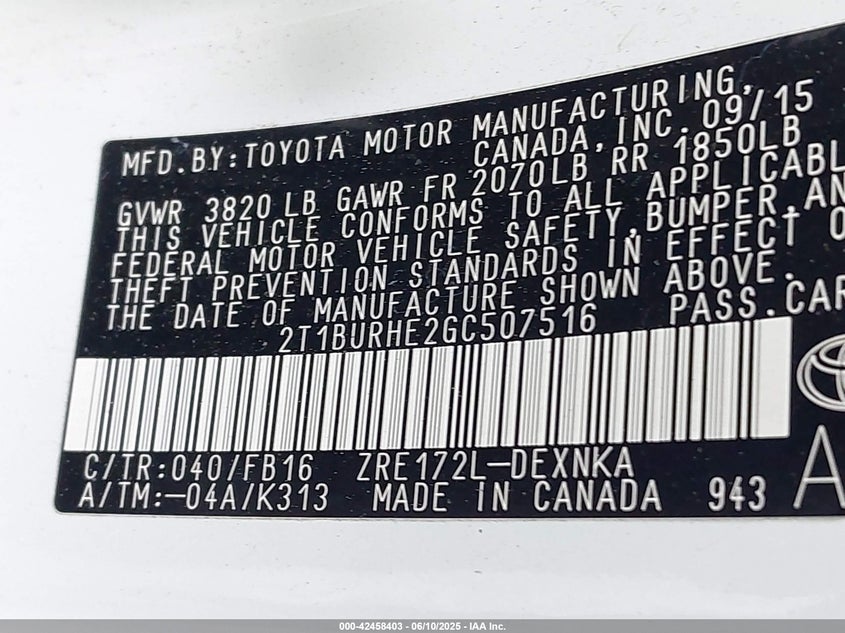 MFD.BY:TOYOTA MOTOR MANUFACTURING,
CANADA,INC. 09/15
GVWR 3820 LB GAWR FR 2070LB RR 1850LB
THIS VEHICLE CONFORMS TO ALL APPLICABL
FEDERAL MOTOR VEHICLE SAFETY,BUMPER,AN
THEFT PREVENTION STANDARDS IN EFFECT O
THE DATE OF MANUFACTURE SHOWN ABOVE.
2T1BURHE2GC507516 PASS.CAR
C/TR:040/FB16 ZRE172L-DEXNKA
A/TM:-04A/K313 MADE IN CANADA 943 A
000-42458403 - 06/10/2025 - IAA Inc.